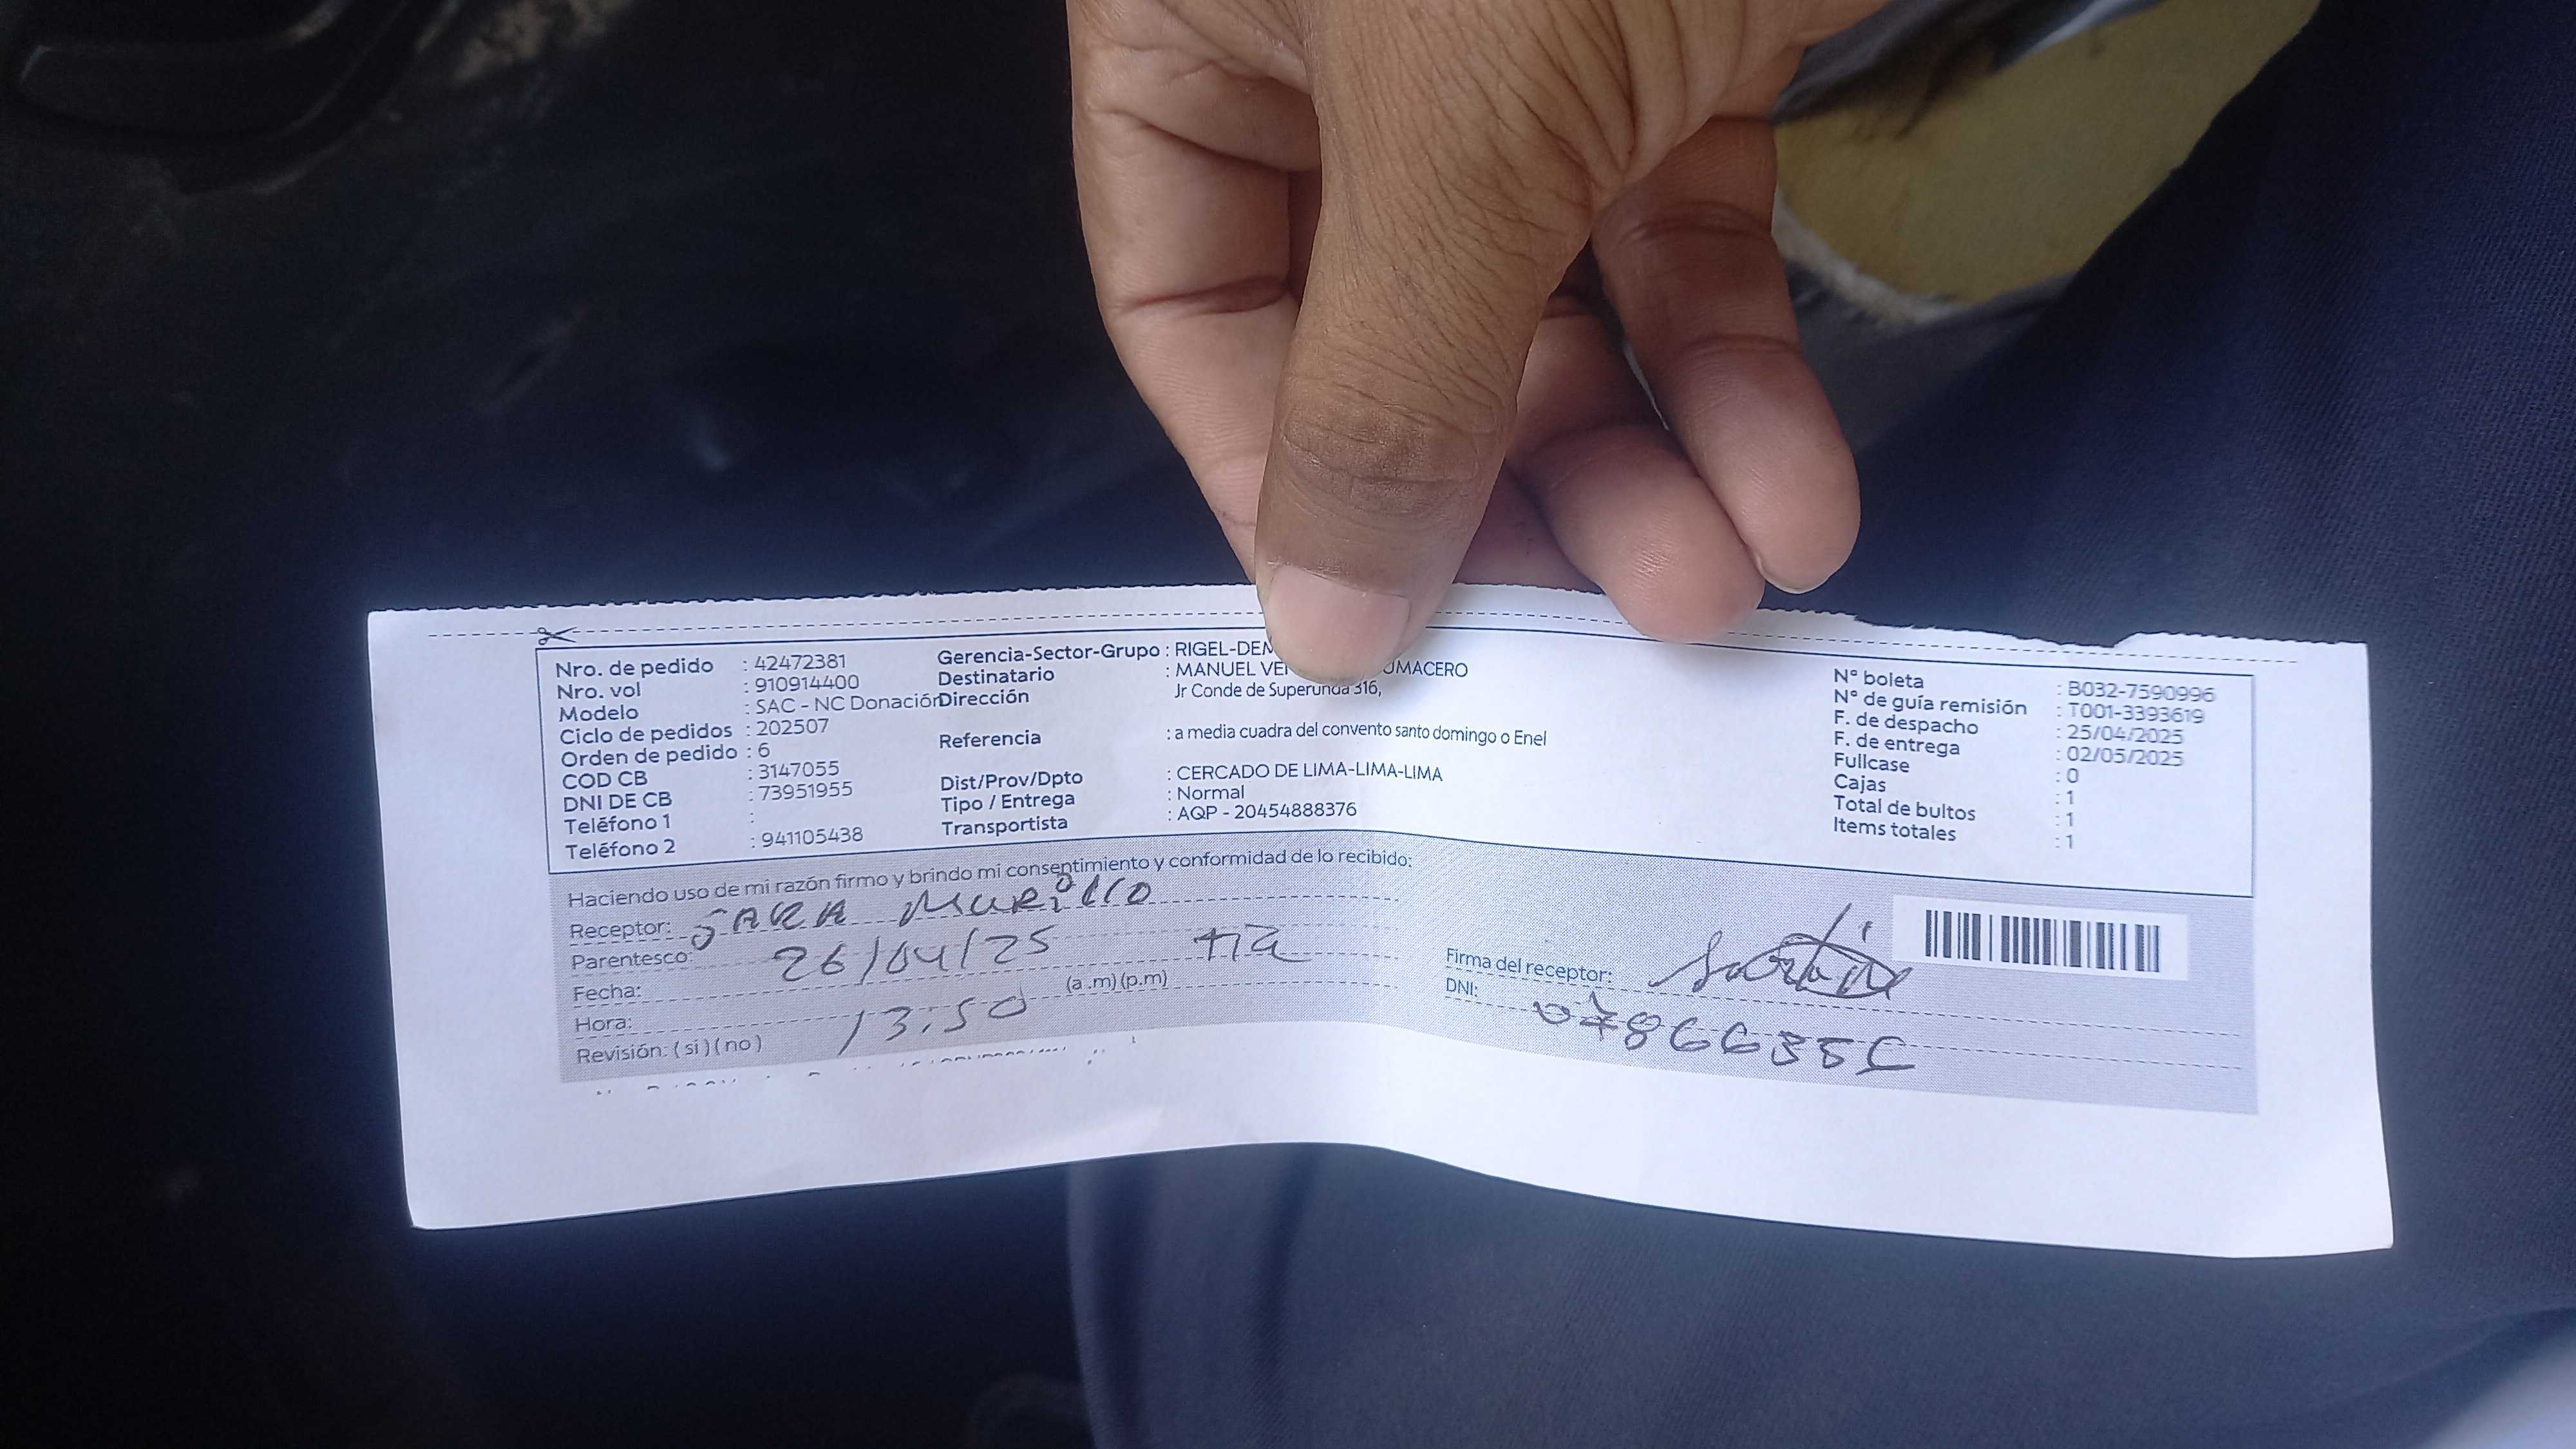 Nro. de pedido : 42472381
Nro. vol : 910914400
Modelo : SAC - NC Donación
Ciclo de pedidos : 202507
Orden de pedido : 6
COD CB : 3147055
DNI DE CB : 73951955
Teléfono 1 :
Teléfono 2 : 941105438
Gerencia-Sector-Grupo : RIGEL-DEM
Destinatario : MANUEL VE UMACERO
Dirección Jr Conde de Superunda 316,
Referencia : a media cuadra del convento santo domingo o Enel
Dist/Prov/Dpto : CERCADO DE LIMA-LIMA-LIMA
Tipo / Entrega : Normal
Transportista : AQP - 20454888376
N° boleta : B032-7590996
N° de guía remisión : T001-3393619
F. de despacho : 25/04/2025
F. de entrega : 02/05/2025
Fullcase : 0
Cajas : 1
Total de bultos : 1
Items totales : 1
Haciendo uso de mi razón firmo y brindo mi consentimiento y conformidad de lo recibido:
Receptor: SARA MURillO
Parentesco: tia
Fecha: 26/04/25
Hora: 13:50 (a .m) (p.m)
Revisión: ( si ) ( no )
Firma del receptor:
DNI: